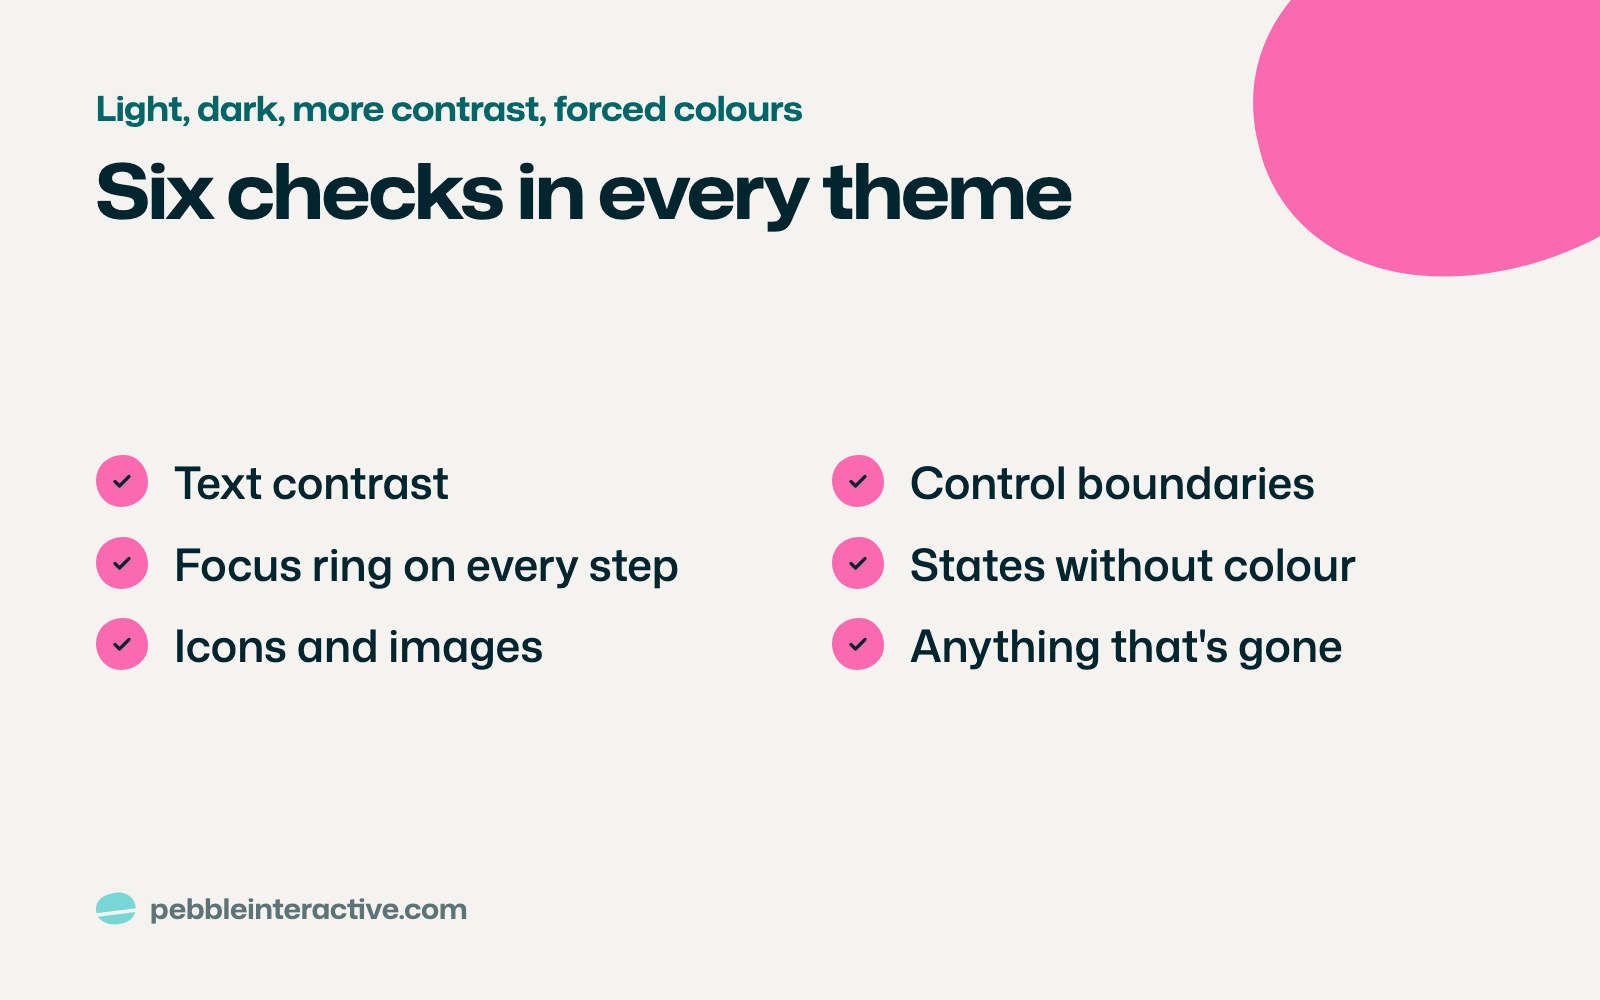 Light, dark, more contrast, forced colours
Six checks in every theme
Text contrast
Focus ring on every step
Icons and images
Control boundaries
States without colour
Anything that's gone
pebbleinteractive.com